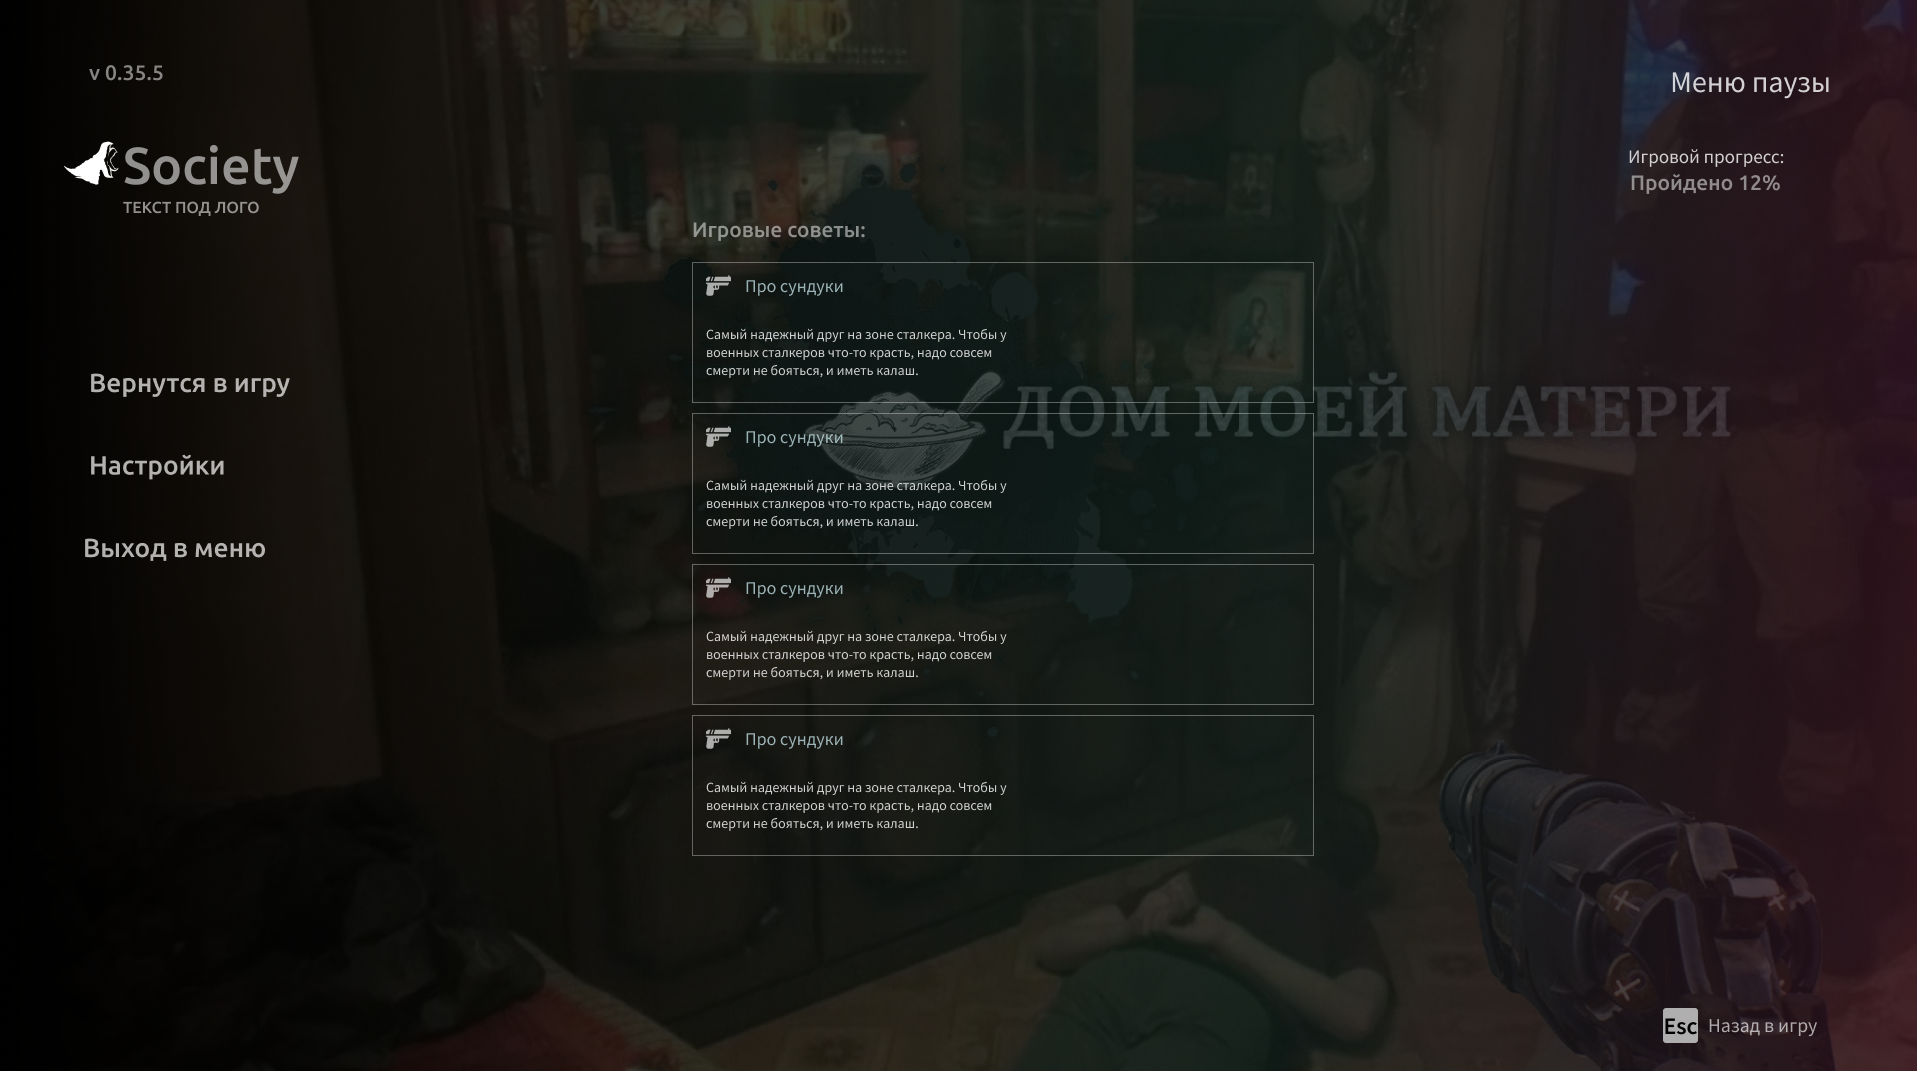 v 0.35.5
Меню паузы
Society
ТЕКСТ ПОД ЛОГО
Игровой прогресс:
Пройдено 12%
Игровые советы:
Про сундуки
Самый надежный друг на зоне сталкера. Чтобы у
военных сталкеров что-то красть, надо совсем
смерти не бояться, и иметь калаш.
ДОМ МОЕЙ МАТЕРИ
Про сундуки
Самый надежный друг на зоне сталкера. Чтобы у
военных сталкеров что-то красть, надо совсем
смерти не бояться, и иметь калаш.
Про сундуки
Самый надежный друг на зоне сталкера. Чтобы у
военных сталкеров что-то красть, надо совсем
смерти не бояться, и иметь калаш.
Про сундуки
Самый надежный друг на зоне сталкера. Чтобы у
военных сталкеров что-то красть, надо совсем
смерти не бояться, и иметь калаш.
Вернутся в игру
Настройки
Выход в меню
Esc Назад в игру